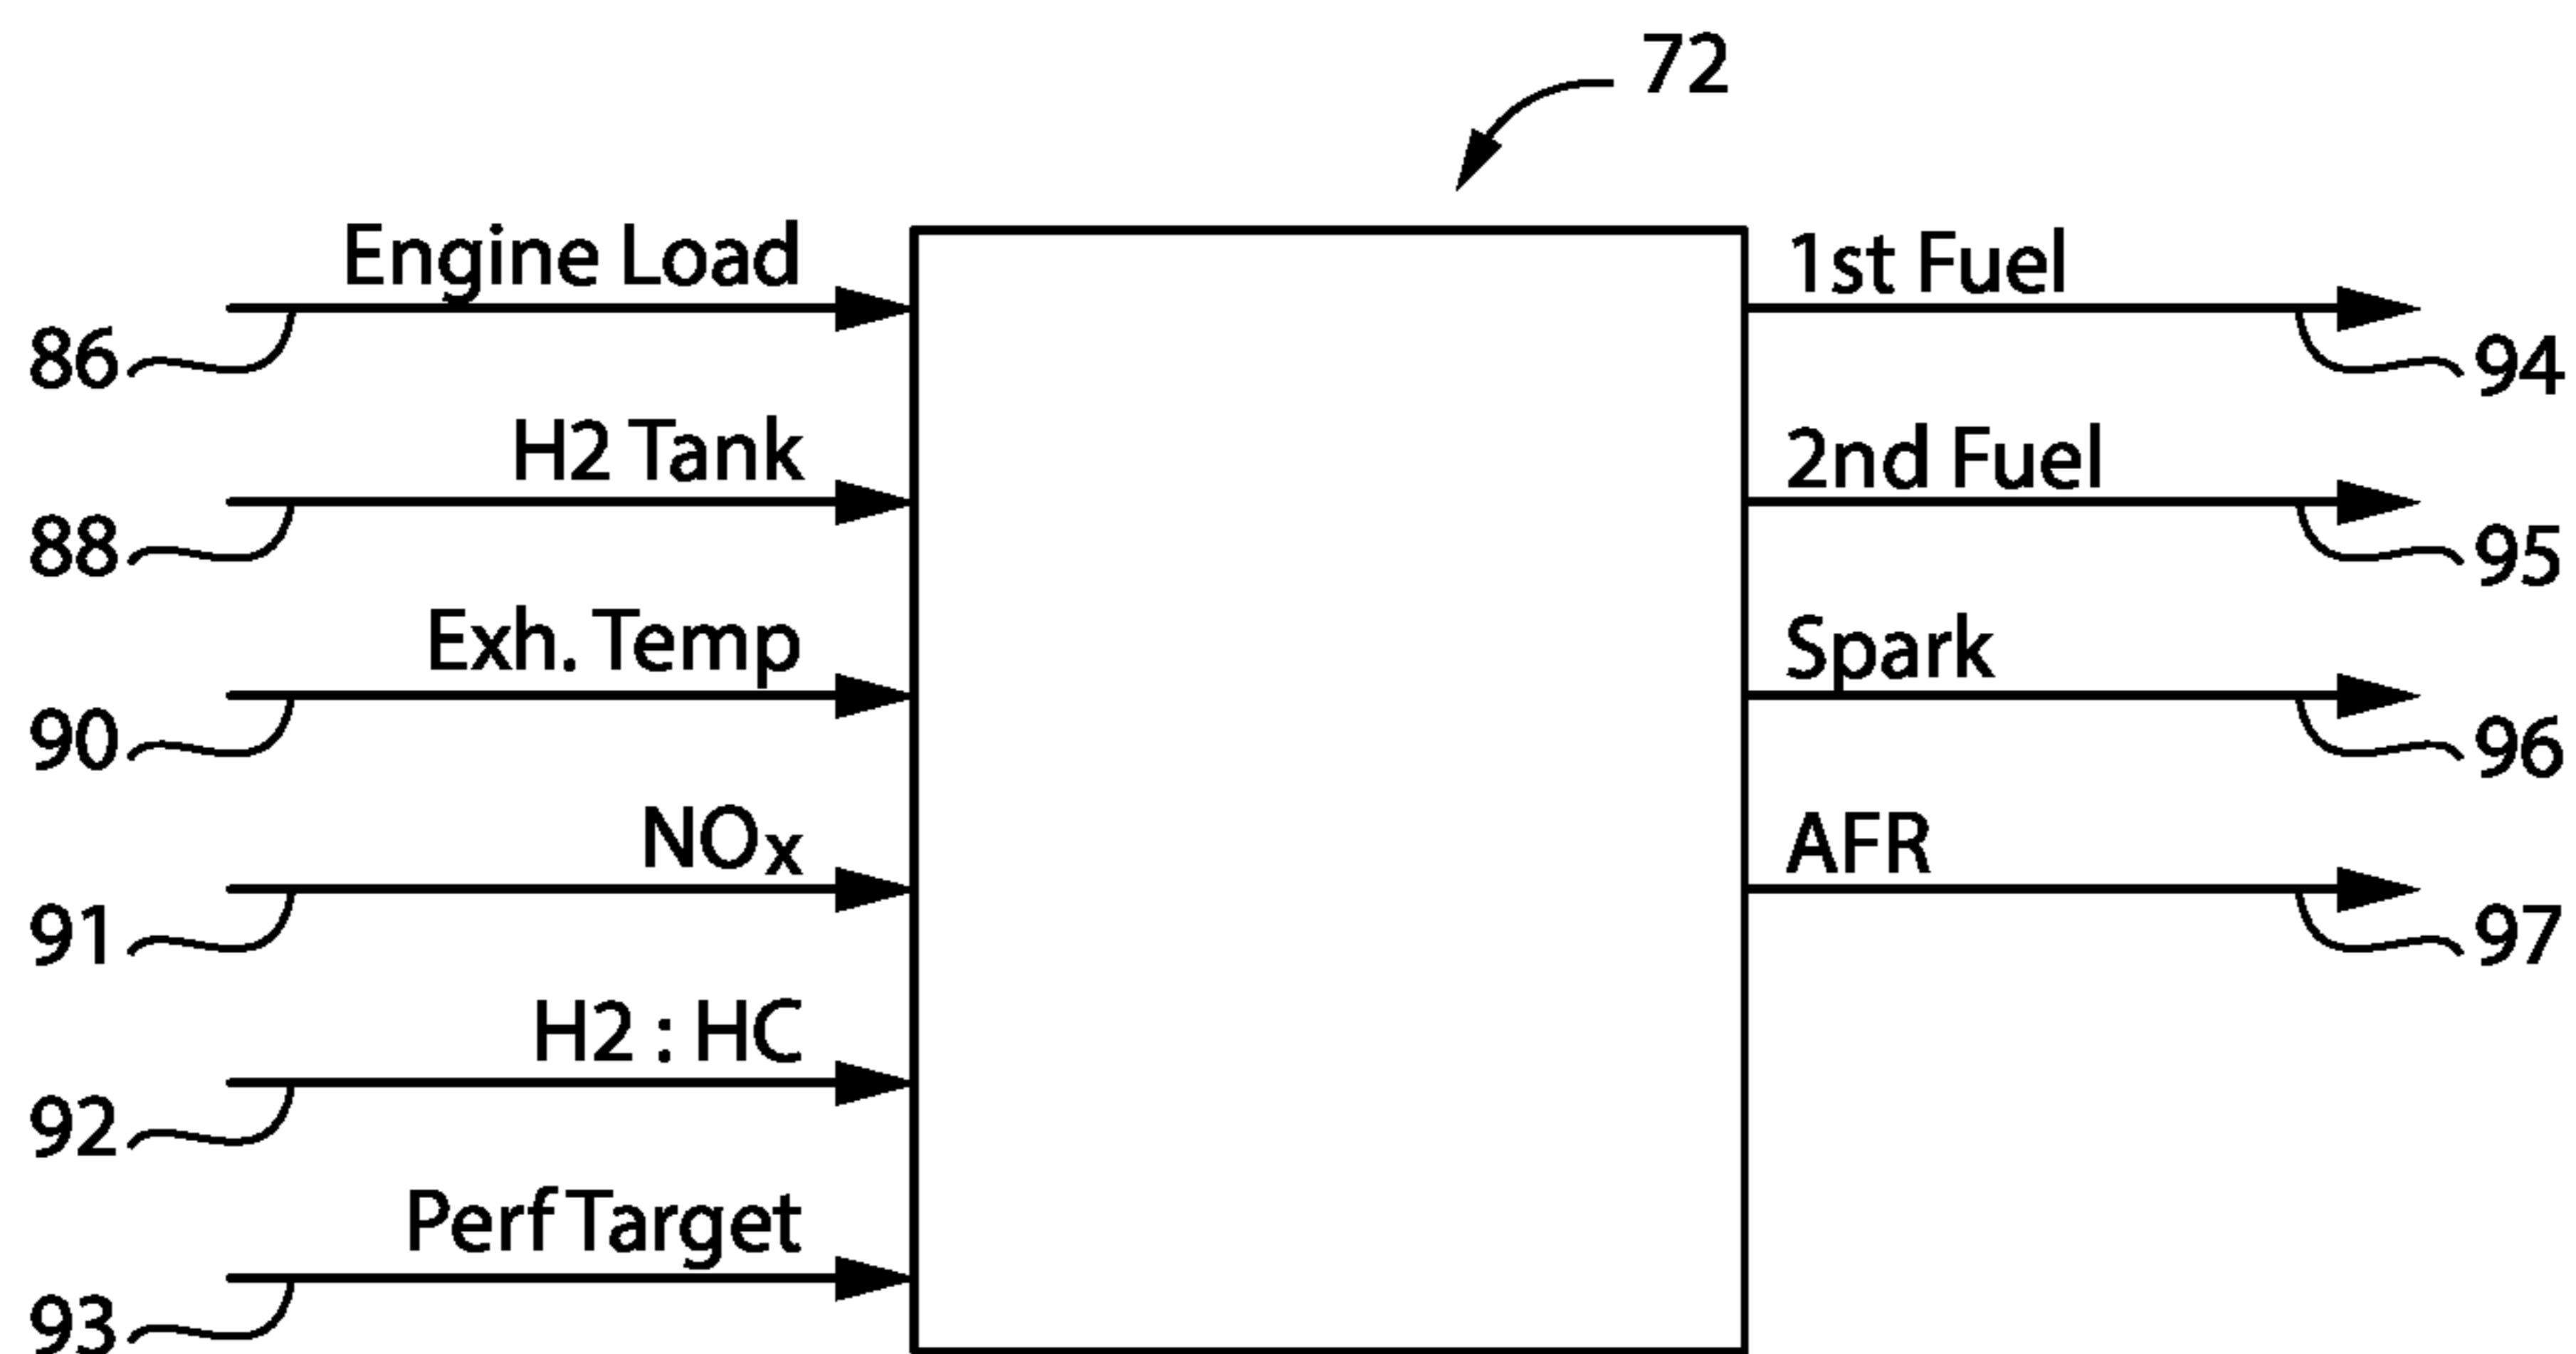 72
Engine Load
1st Fuel
86
94
H2 Tank
2nd Fuel
88
95
Exh. Temp
Spark
90
96
NOx
AFR
91
97
H2 : HC
92
Perf Target
93